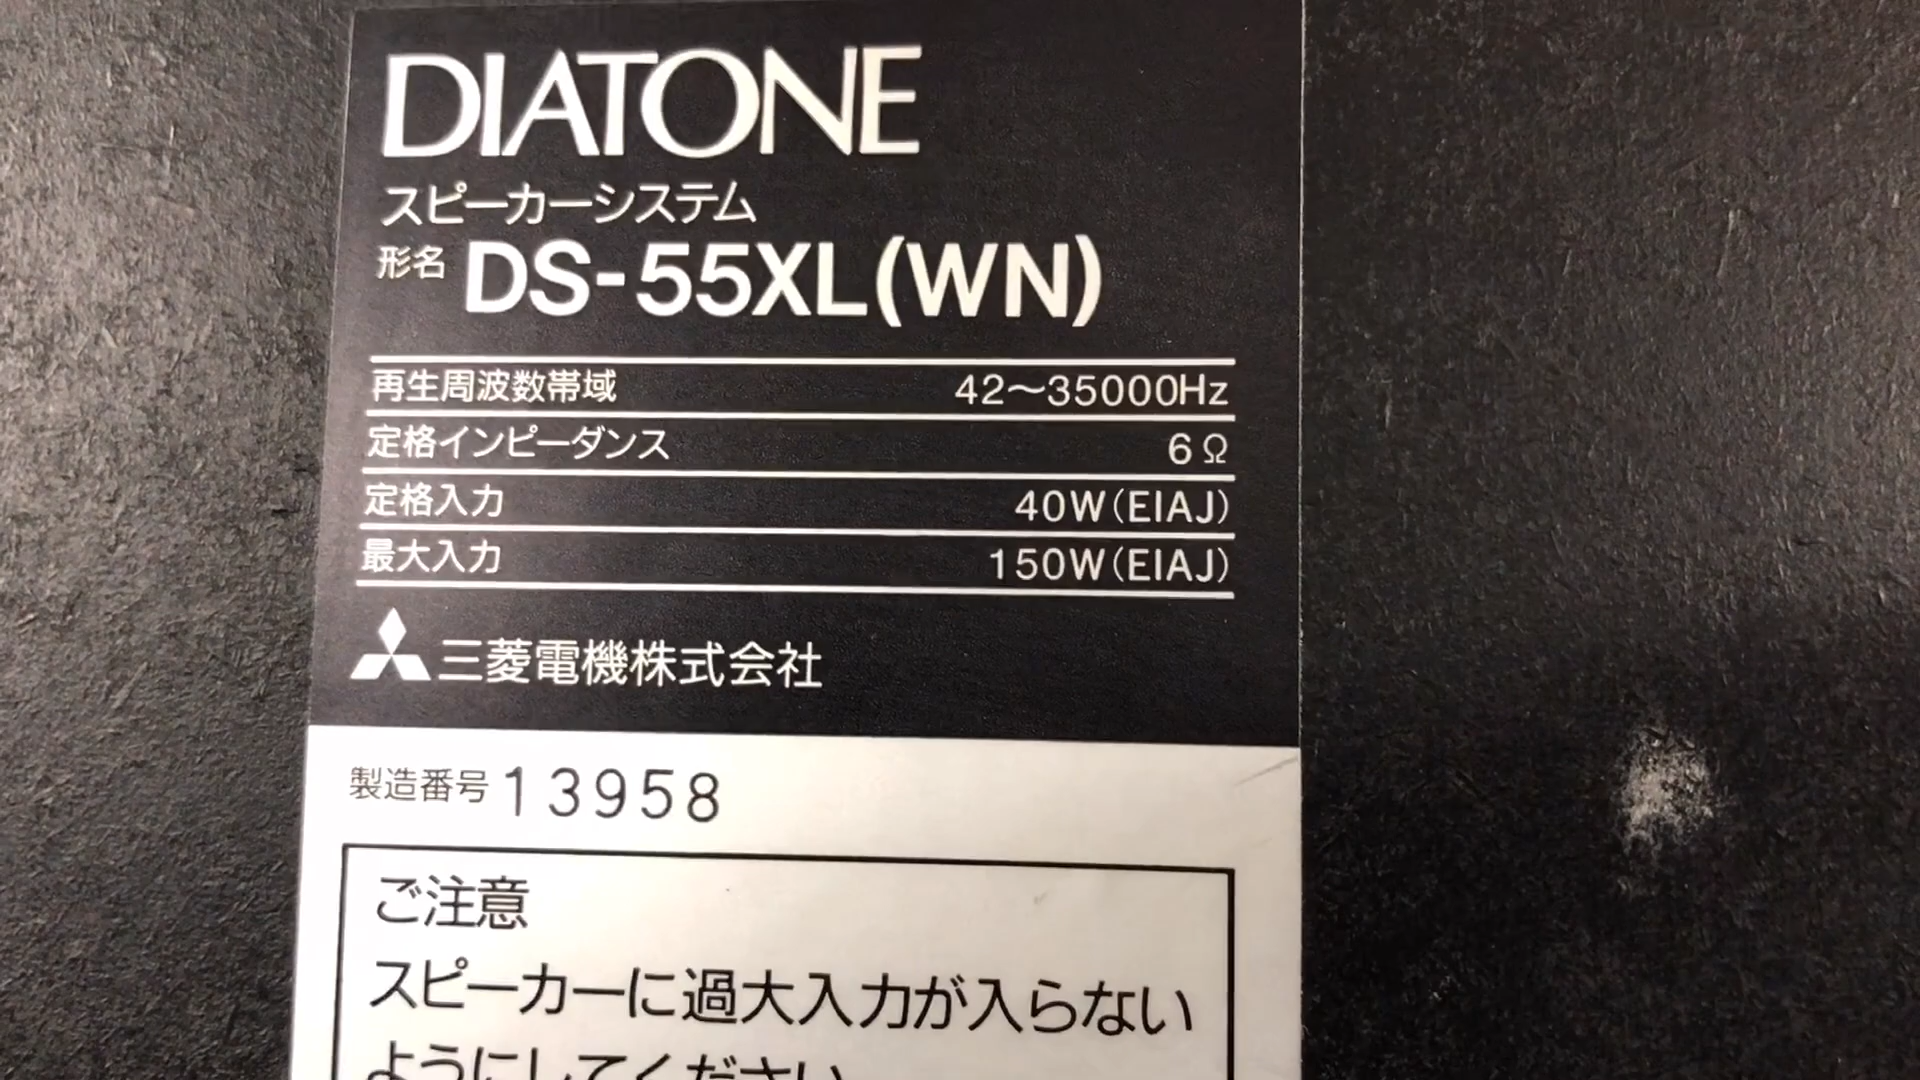 DIATONE
スピーカーシステム
形名 DS-55XL(WN)
再生周波数帯域 42〜35000Hz
定格インピーダンス 6Ω
定格入力 40W(EIAJ)
最大入力 150W(EIAJ)
三菱電機株式会社
製造番号 13958
ご注意
スピーカーに過大入力が入らない
ようにしてください